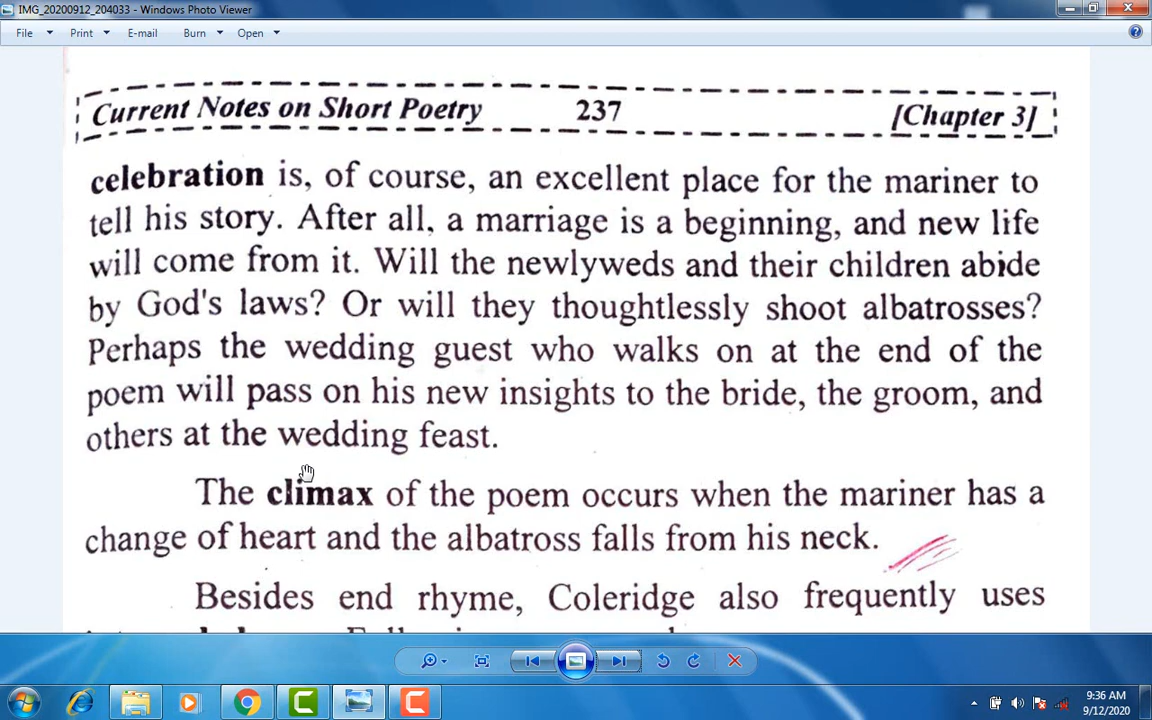 IMG_20200912_204033 - Windows Photo Viewer
File Print E-mail Burn Open
Current Notes on Short Poetry 237 [Chapter 3]
celebration is, of course, an excellent place for the mariner to
tell his story. After all, a marriage is a beginning, and new life
will come from it. Will the newlyweds and their children abide
by God's laws? Or will they thoughtlessly shoot albatrosses?
Perhaps the wedding guest who walks on at the end of the
poem will pass on his new insights to the bride, the groom, and
others at the wedding feast.
The climax of the poem occurs when the mariner has a
change of heart and the albatross falls from his neck.
Besides end rhyme, Coleridge also frequently uses
9:36 AM
9/12/2020